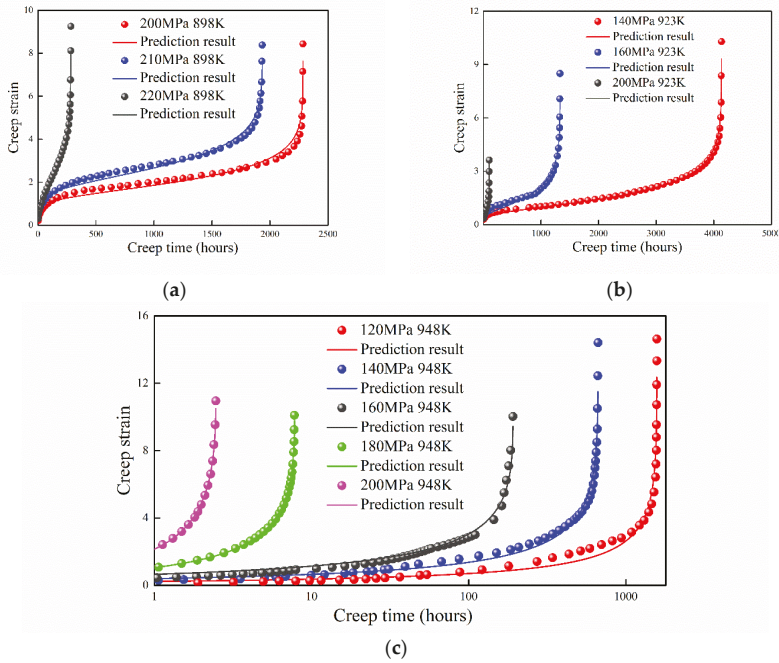 10
8
6
4
2
0
Creep strain
200MPa 898K
Prediction result
210MPa 898K
Prediction result
220MPa 898K
Prediction result
0 500 1000 1500 2000 2500
Creep time (hours)
(a)
12
9
6
3
0
Creep strain
140MPa 923K
Prediction result
160MPa 923K
Prediction result
200MPa 923K
Prediction result
1000 2000 3000 4000 500X
Creep time (hours)
(b)
16
12
8
4
0
Creep strain
120MPa 948K
Prediction result
140MPa 948K
Prediction result
160MPa 948K
Prediction result
180MPa 948K
Prediction result
200MPa 948K
Prediction result
1 10 100 1000
Creep time (hours)
(c)